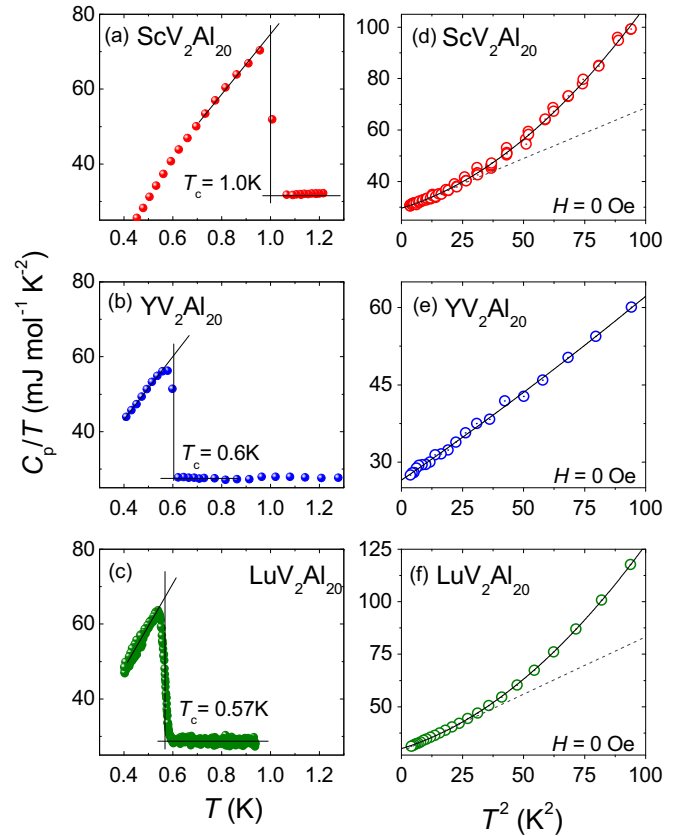 (a) ScV2Al20
80
60
40
Tc = 1.0K
0.4 0.6 0.8 1.0 1.2
(d) ScV2Al20
100
80
60
40
H = 0 Oe
0 25 50 75 100
(b) YV2Al20
80
60
40
Tc = 0.6K
0.4 0.6 0.8 1.0 1.2
(e) YV2Al20
60
45
30
H = 0 Oe
0 25 50 75 100
Cp/T (mJ mol-1 K-2)
(c) LuV2Al20
80
60
40
Tc = 0.57K
0.4 0.6 0.8 1.0 1.2
T (K)
(f) LuV2Al20
125
100
75
50
H = 0 Oe
0 25 50 75 100
T2 (K2)